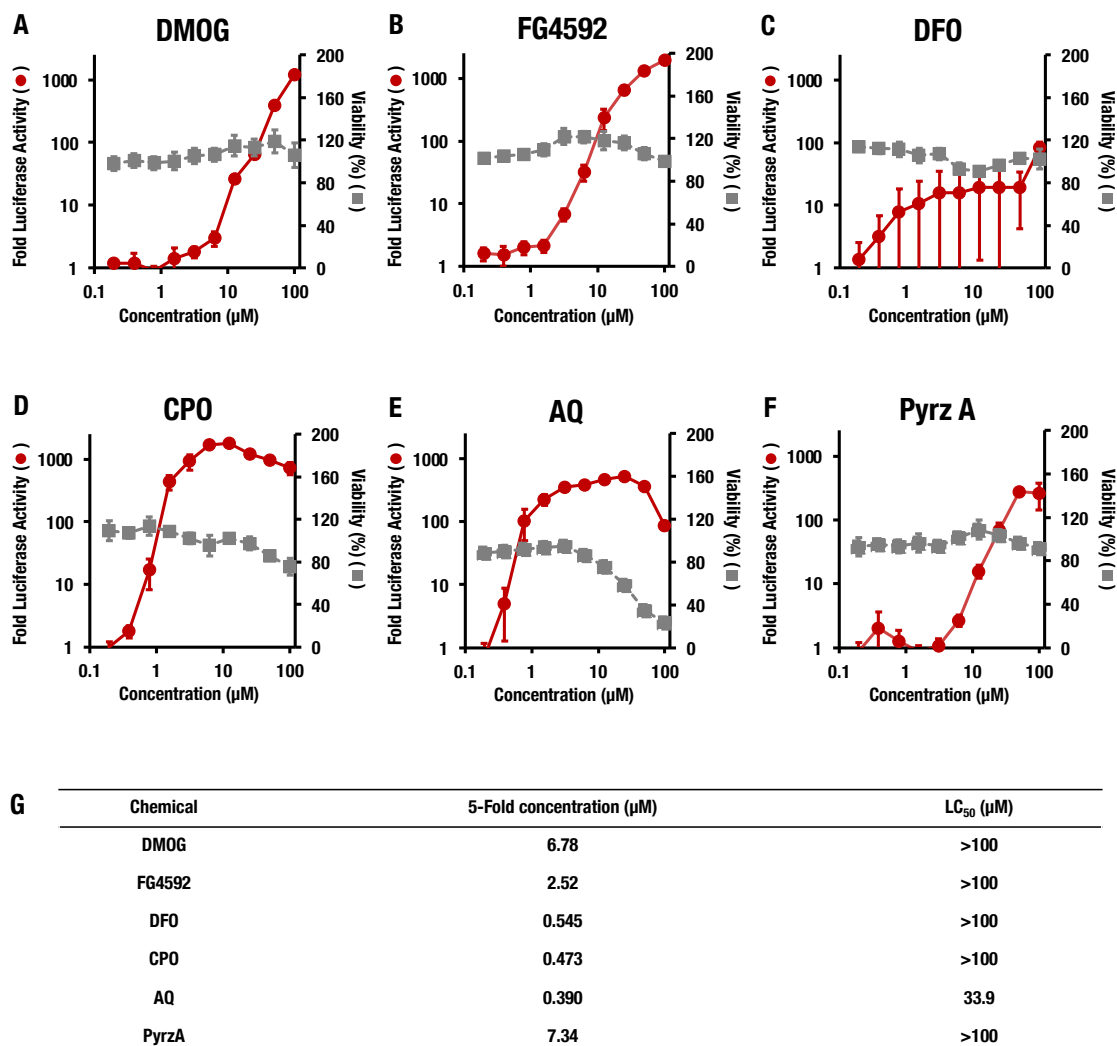 A
DMOG
Fold Luciferase Activity (●)
1000
100
10
1
200
160
120
80
40
0
Viability (%) (■)
0.1 1 10 100
Concentration (µM)
B
FG4592
Fold Luciferase Activity (●)
1000
100
10
1
200
160
120
80
40
0
Viability (%) (■)
0.1 1 10 100
Concentration (µM)
C
DFO
Fold Luciferase Activity (●)
1000
100
10
1
200
160
120
80
40
0
Viability (%) (■)
0.1 1 10 100
Concentration (µM)
D
CPO
Fold Luciferase Activity (●)
1000
100
10
1
200
160
120
80
40
0
Viability (%) (■)
0.1 1 10 100
Concentration (µM)
E
AQ
Fold Luciferase Activity (●)
1000
100
10
1
200
160
120
80
40
0
Viability (%) (■)
0.1 1 10 100
Concentration (µM)
F
Pyrz A
Fold Luciferase Activity (●)
1000
100
10
1
200
160
120
80
40
0
Viability (%) (■)
0.1 1 10 100
Concentration (µM)
G
Chemical 5-Fold concentration (µM) LC50 (µM)
DMOG 6.78 >100
FG4592 2.52 >100
DFO 0.545 >100
CPO 0.473 >100
AQ 0.390 33.9
PyrzA 7.34 >100